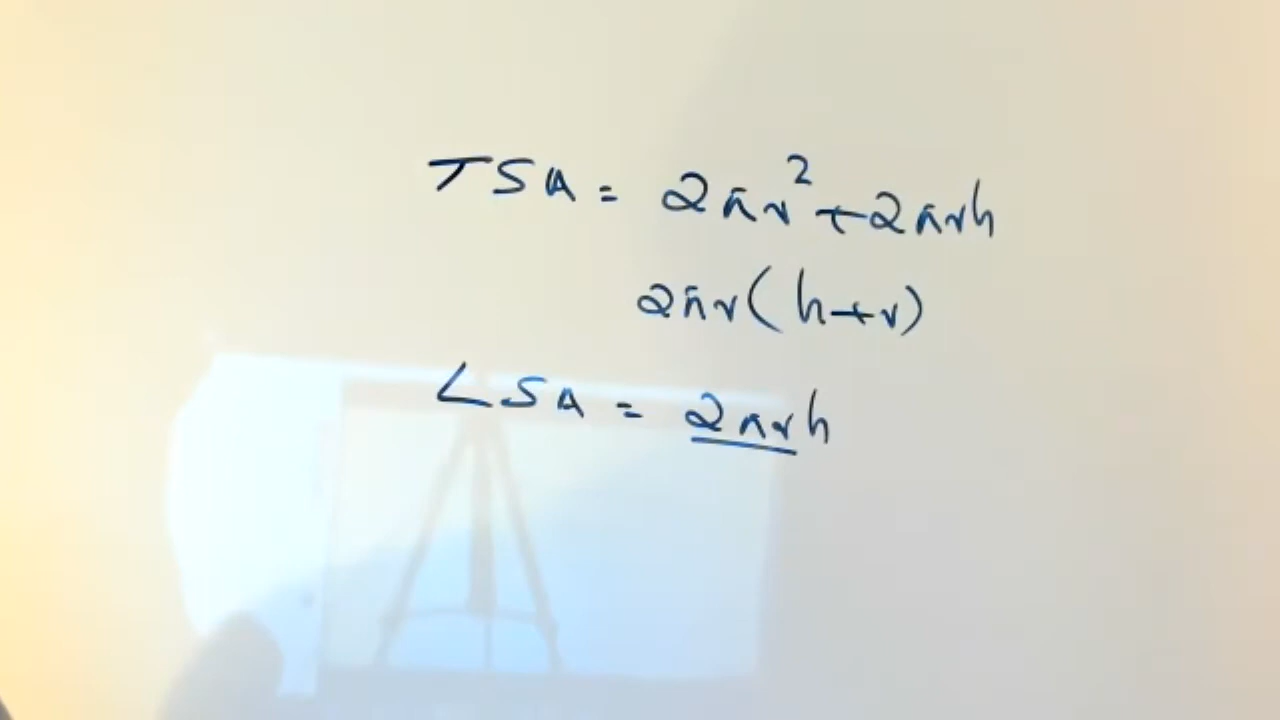 TSA = 2πr² + 2πrh
2πr(h+r)
LSA = 2πrh